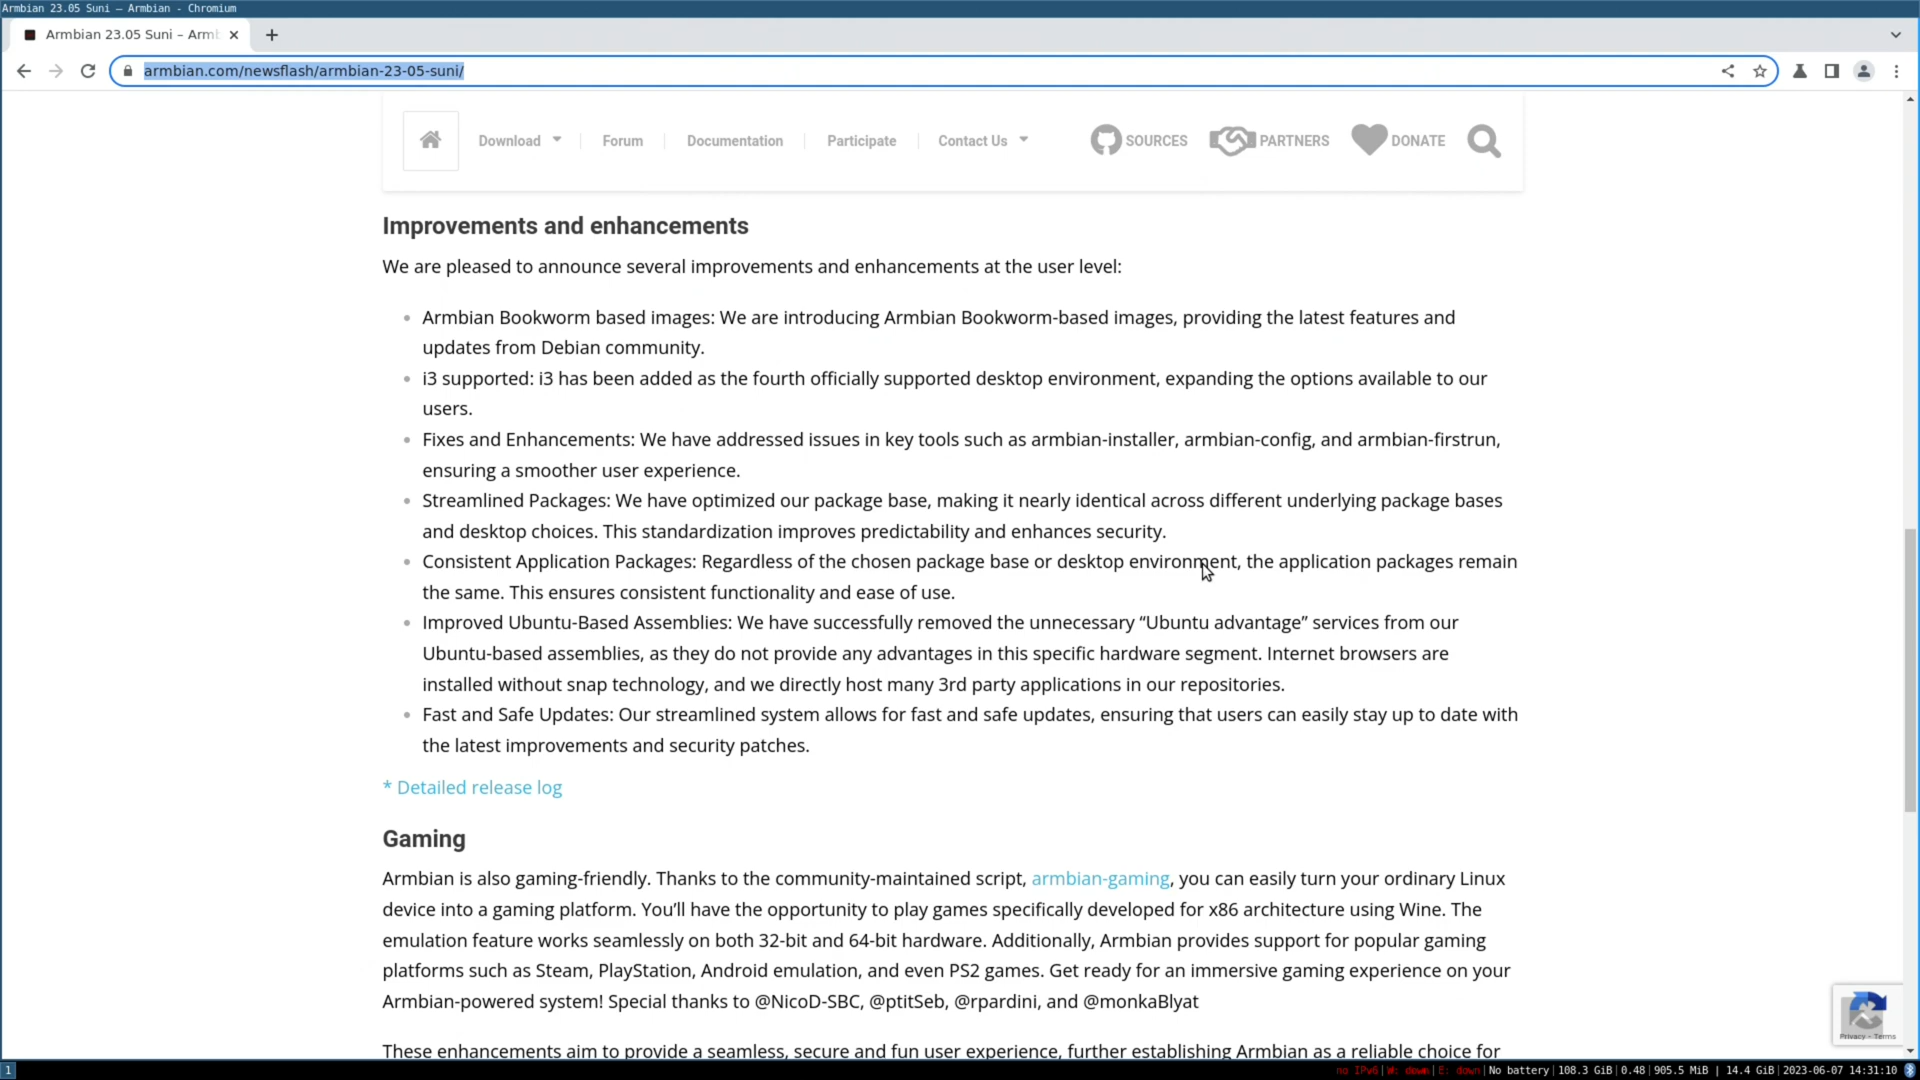 Armbian 23.05 Suni – Armbian - Chromium
Armbian 23.05 Suni – Armb
armbian.com/newsflash/armbian-23-05-suni/
Download Forum Documentation Participate Contact Us SOURCES PARTNERS DONATE
Improvements and enhancements
We are pleased to announce several improvements and enhancements at the user level:
• Armbian Bookworm based images: We are introducing Armbian Bookworm-based images, providing the latest features and
updates from Debian community.
• i3 supported: i3 has been added as the fourth officially supported desktop environment, expanding the options available to our
users.
• Fixes and Enhancements: We have addressed issues in key tools such as armbian-installer, armbian-config, and armbian-firstrun,
ensuring a smoother user experience.
• Streamlined Packages: We have optimized our package base, making it nearly identical across different underlying package bases
and desktop choices. This standardization improves predictability and enhances security.
• Consistent Application Packages: Regardless of the chosen package base or desktop environment, the application packages remain
the same. This ensures consistent functionality and ease of use.
• Improved Ubuntu-Based Assemblies: We have successfully removed the unnecessary “Ubuntu advantage” services from our
Ubuntu-based assemblies, as they do not provide any advantages in this specific hardware segment. Internet browsers are
installed without snap technology, and we directly host many 3rd party applications in our repositories.
• Fast and Safe Updates: Our streamlined system allows for fast and safe updates, ensuring that users can easily stay up to date with
the latest improvements and security patches.
* Detailed release log
Gaming
Armbian is also gaming-friendly. Thanks to the community-maintained script, armbian-gaming, you can easily turn your ordinary Linux
device into a gaming platform. You’ll have the opportunity to play games specifically developed for x86 architecture using Wine. The
emulation feature works seamlessly on both 32-bit and 64-bit hardware. Additionally, Armbian provides support for popular gaming
platforms such as Steam, PlayStation, Android emulation, and even PS2 games. Get ready for an immersive gaming experience on your
Armbian-powered system! Special thanks to @NicoD-SBC, @ptitSeb, @rpardini, and @monkaBlyat
Privacy - Terms
These enhancements aim to provide a seamless, secure and fun user experience, further establishing Armbian as a reliable choice for
1 no IPv6|W: down|E: down|No battery|108.3 GiB|0.48|905.5 MiB | 14.4 GiB|2023-06-07 14:31:10